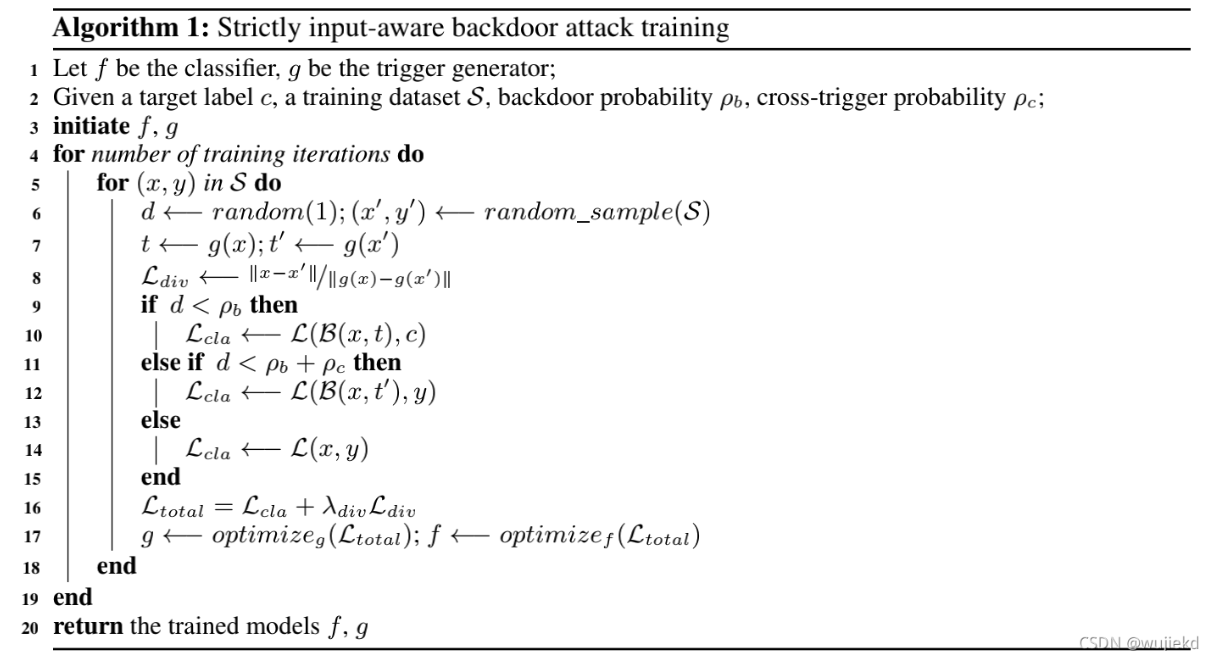 Algorithm 1: Strictly input-aware backdoor attack training
1 Let f be the classifier, g be the trigger generator;
2 Given a target label c, a training dataset 𝒮, backdoor probability ρ_b, cross-trigger probability ρ_c;
3 initiate f, g
4 for number of training iterations do
5 for (x, y) in 𝒮 do
6 d ⟵ random(1); (x′, y′) ⟵ random_sample(𝒮)
7 t ⟵ g(x); t′ ⟵ g(x′)
8 ℒ_div ⟵ ‖x−x′‖/‖g(x)−g(x′)‖
9 if d < ρ_b then
10 ℒ_cla ⟵ ℒ(ℬ(x, t), c)
11 else if d < ρ_b + ρ_c then
12 ℒ_cla ⟵ ℒ(ℬ(x, t′), y)
13 else
14 ℒ_cla ⟵ ℒ(x, y)
15 end
16 ℒ_total = ℒ_cla + λ_div ℒ_div
17 g ⟵ optimize_g(ℒ_total); f ⟵ optimize_f(ℒ_total)
18 end
19 end
20 return the trained models f, g
CSDN @wujiekd